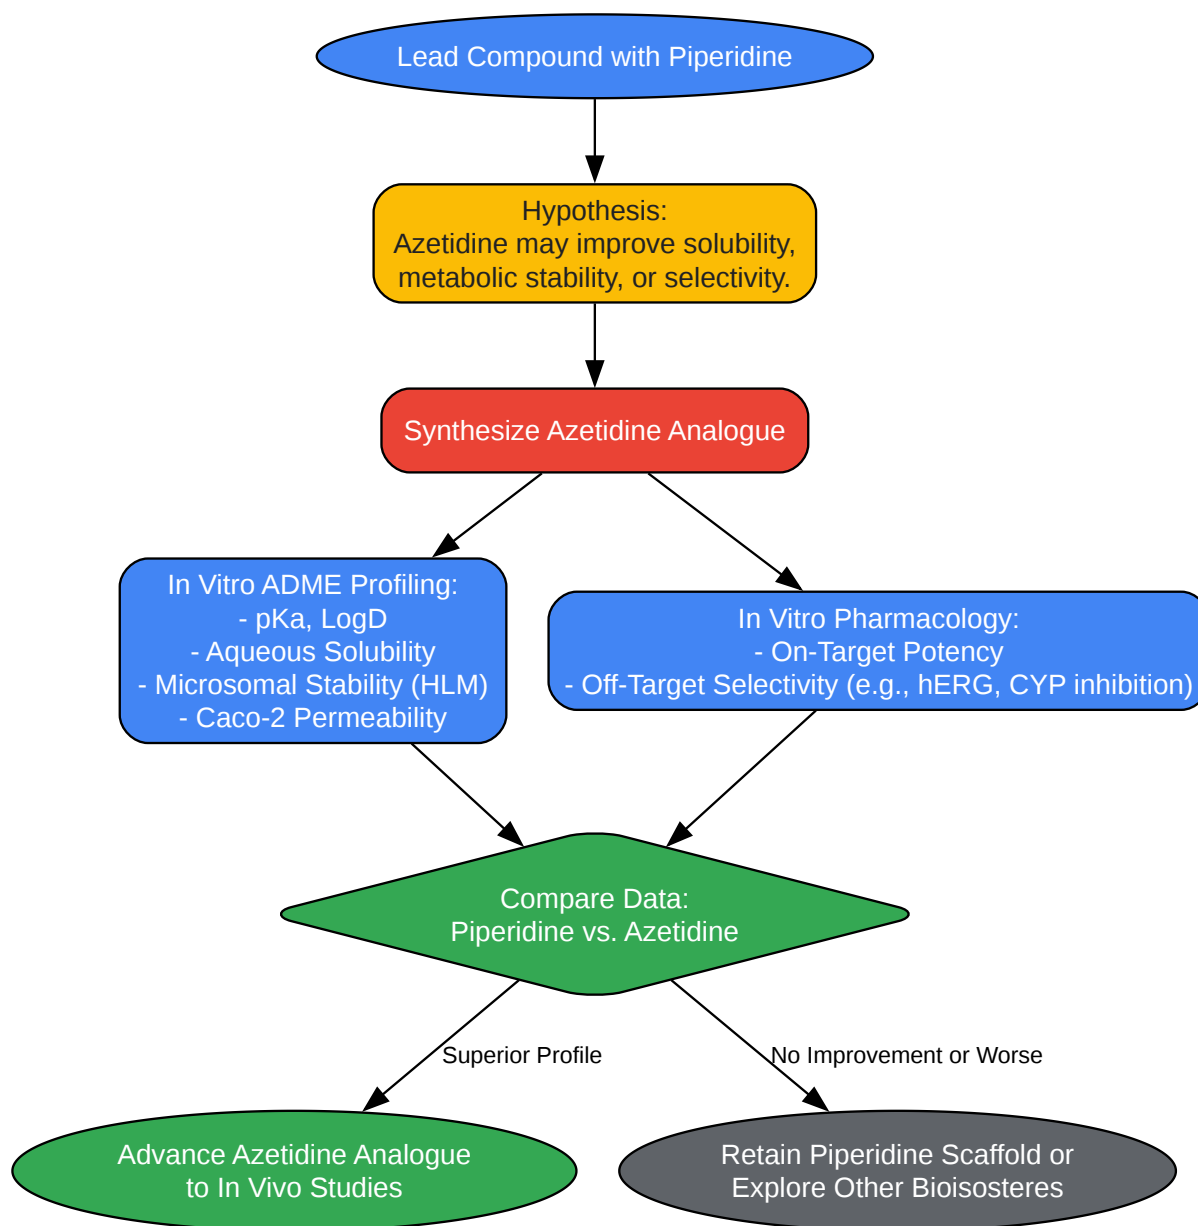 Lead Compound with Piperidine
Hypothesis:
Azetidine may improve solubility,
metabolic stability, or selectivity.
Synthesize Azetidine Analogue
In Vitro ADME Profiling:
- pKa, LogD
- Aqueous Solubility
- Microsomal Stability (HLM)
- Caco-2 Permeability
In Vitro Pharmacology:
- On-Target Potency
- Off-Target Selectivity (e.g., hERG, CYP inhibition)
Compare Data:
Piperidine vs. Azetidine
Superior Profile
No Improvement or Worse
Advance Azetidine Analogue
to In Vivo Studies
Retain Piperidine Scaffold or
Explore Other Bioisosteres